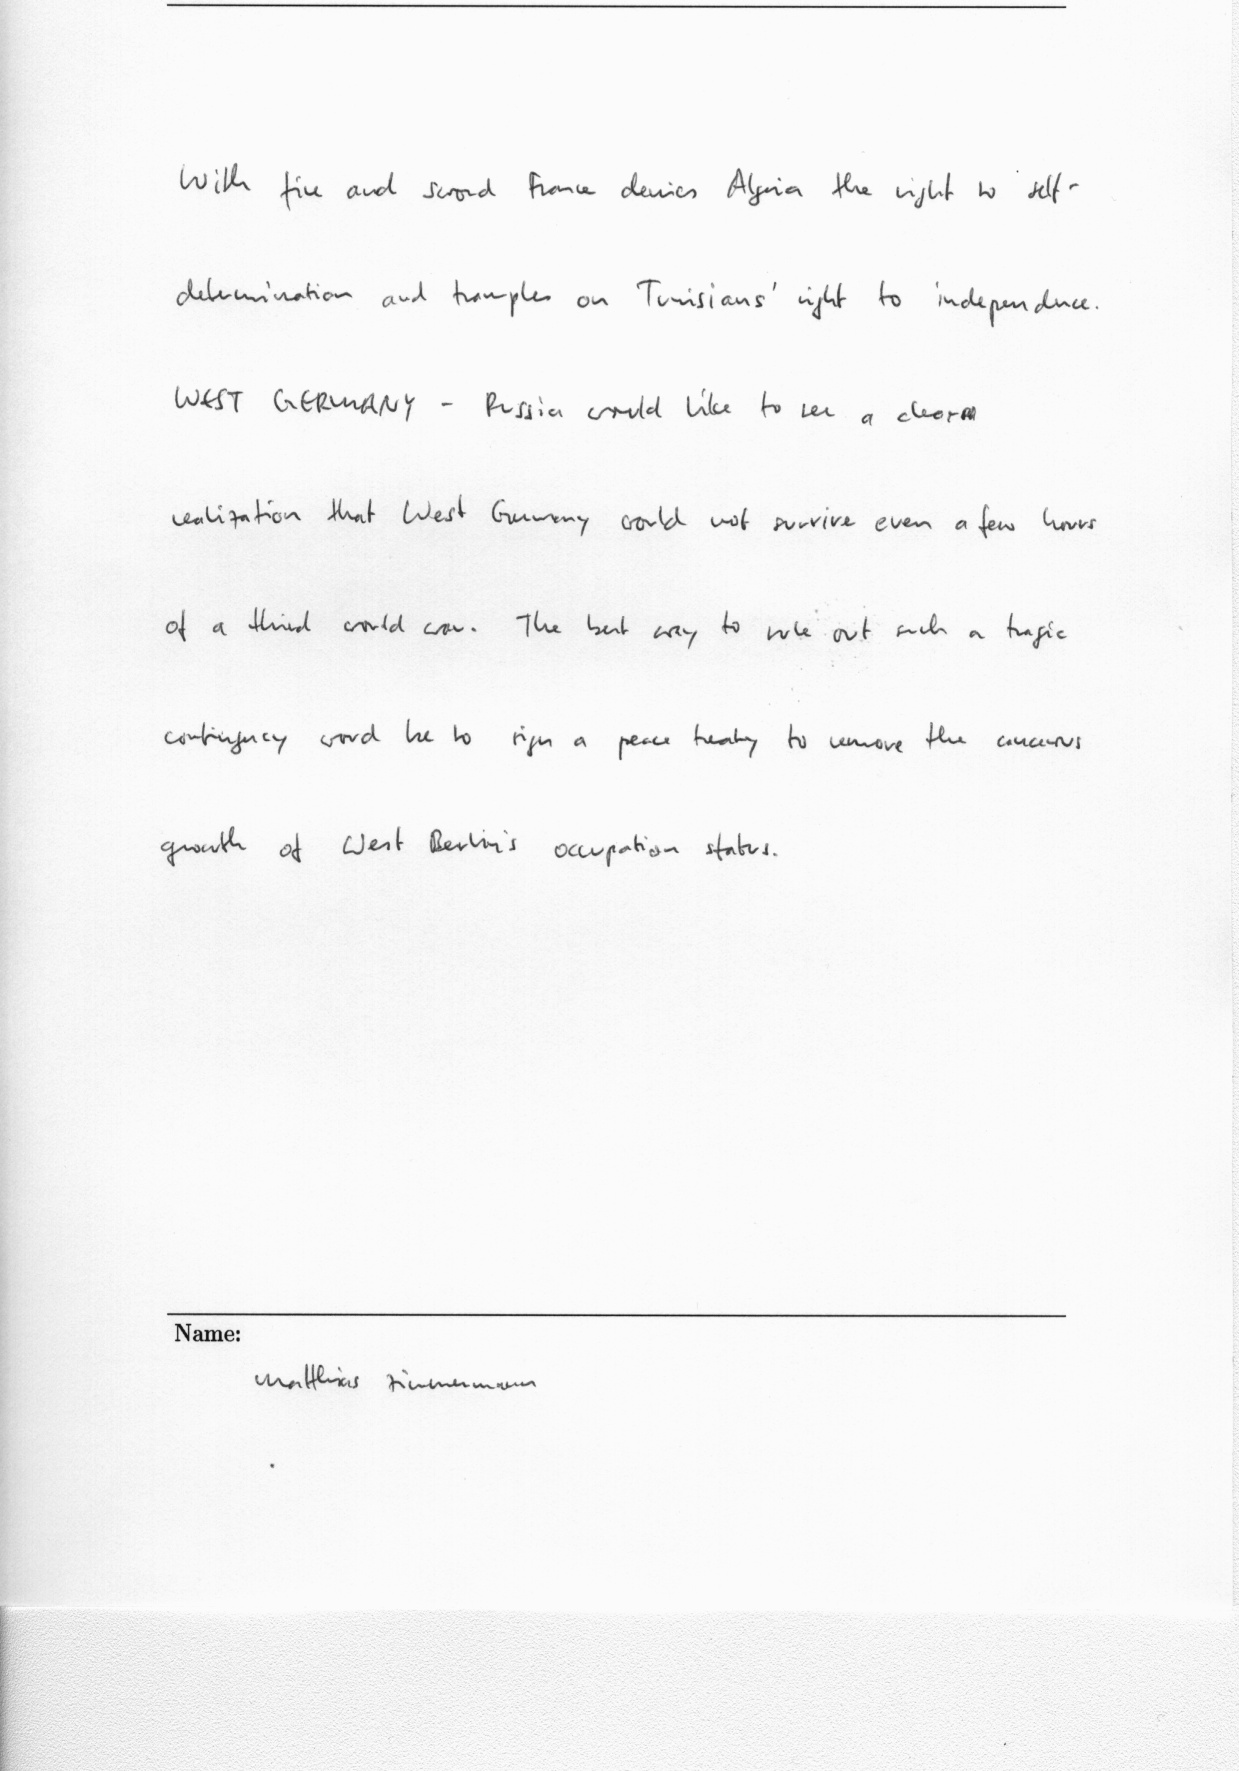 With fire and sword France denies Algeria the right to self-
determination and tramples on Tunisians' right to independence.
WEST GERMANY - Russia would like to see a clear
realization that West Germany could not survive even a few hours
of a third world war. The best way to rule out such a tragic
contingency would be to sign a peace treaty to remove the cancerous
growth of West Berlin's occupation status.
Name:
Matthias Zimmermann